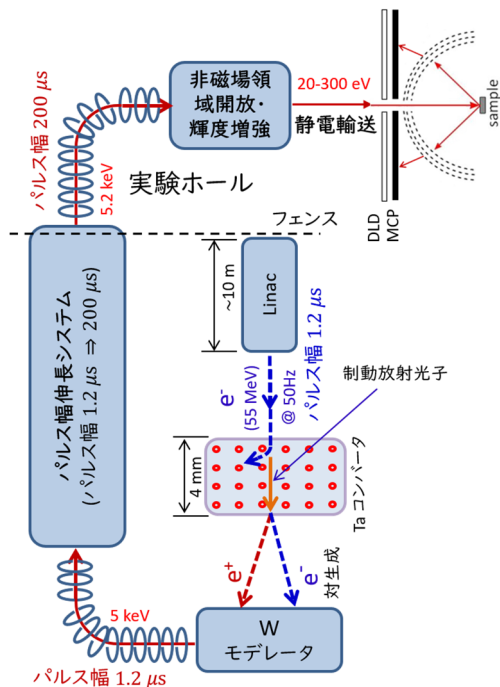 非磁場領
域開放・
輝度増強
20-300 eV
静電輸送
DLD
MCP
sample
パルス幅 200 μs
5.2 keV
実験ホール
フェンス
パルス幅伸長システム
(パルス幅 1.2 μs ⇒ 200 μs)
~10 m
Linac
e-
(55 MeV)
@ 50Hz
パルス幅 1.2 μs
制動放射光子
4 mm
Ta コンバータ
e+
e-
対生成
W
モデレータ
5 keV
パルス幅 1.2 μs